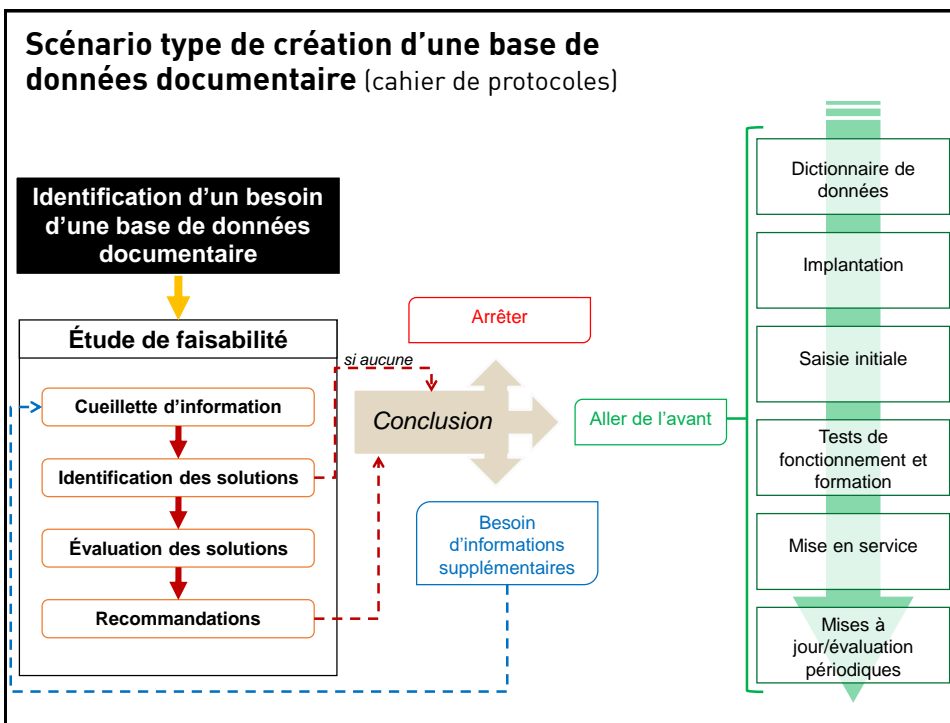 Scénario type de création d’une base de
données documentaire (cahier de protocoles)
Identification d’un besoin
d’une base de données
documentaire
Étude de faisabilité
Cueillette d’information
Identification des solutions
Évaluation des solutions
Recommandations
si aucune
Conclusion
Arrêter
Aller de l’avant
Besoin
d’informations
supplémentaires
Dictionnaire de
données
Implantation
Saisie initiale
Tests de
fonctionnement et
formation
Mise en service
Mises à
jour/évaluation
périodiques